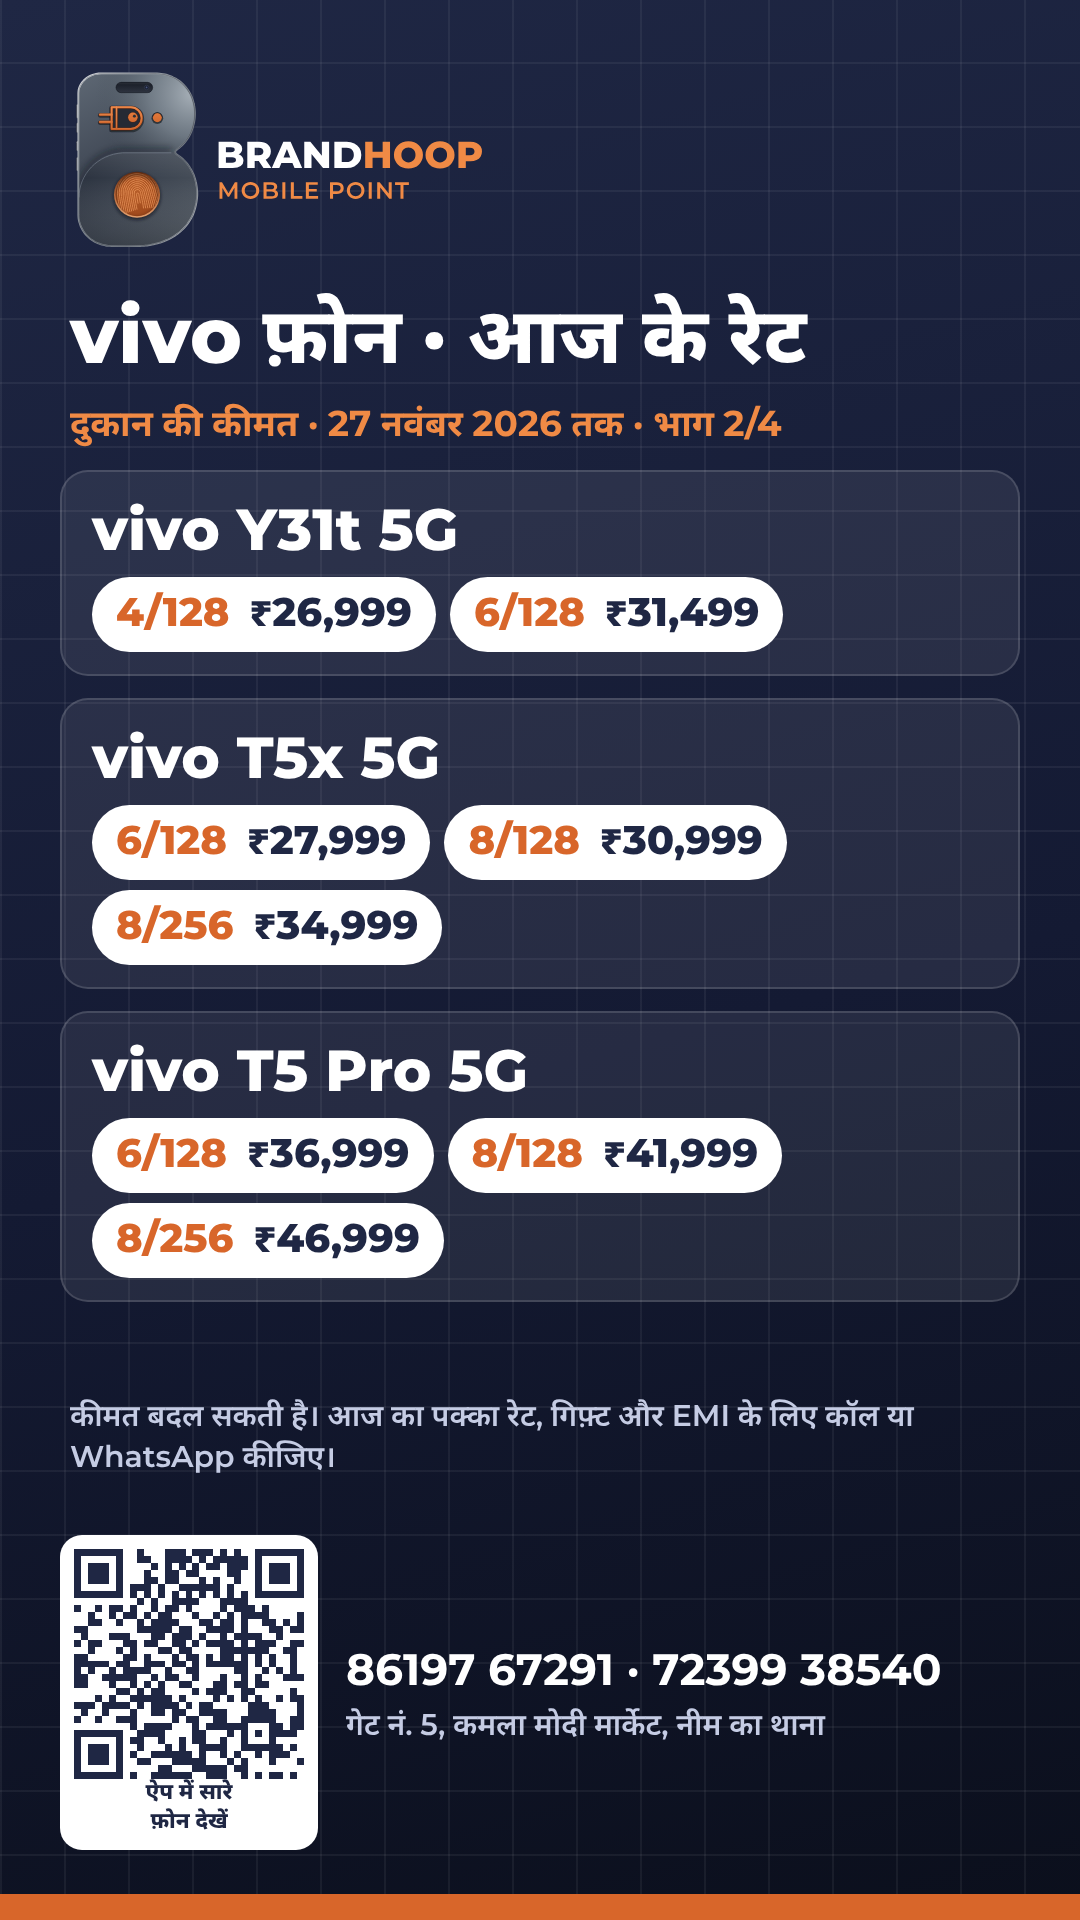 BRANDHOOP
MOBILE POINT
vivo फ़ोन · आज के रेट
दुकान की कीमत · 27 नवंबर 2026 तक · भाग 2/4
vivo Y31t 5G
4/128 ₹26,999 6/128 ₹31,499
vivo T5x 5G
6/128 ₹27,999 8/128 ₹30,999
8/256 ₹34,999
vivo T5 Pro 5G
6/128 ₹36,999 8/128 ₹41,999
8/256 ₹46,999
कीमत बदल सकती है। आज का पक्का रेट, गिफ़्ट और EMI के लिए कॉल या
WhatsApp कीजिए।
86197 67291 · 72399 38540
गेट नं. 5, कमला मोदी मार्केट, नीम का थाना
ऐप में सारे
फ़ोन देखें